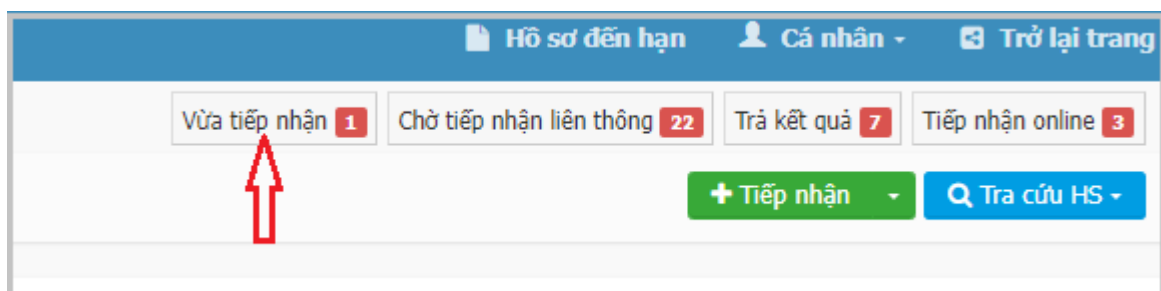 Hồ sơ đến hạn Cá nhân Trở lại trang
Vừa tiếp nhận 1 Chờ tiếp nhận liên thông 22 Trả kết quả 7 Tiếp nhận online 3
+ Tiếp nhận Tra cứu HS